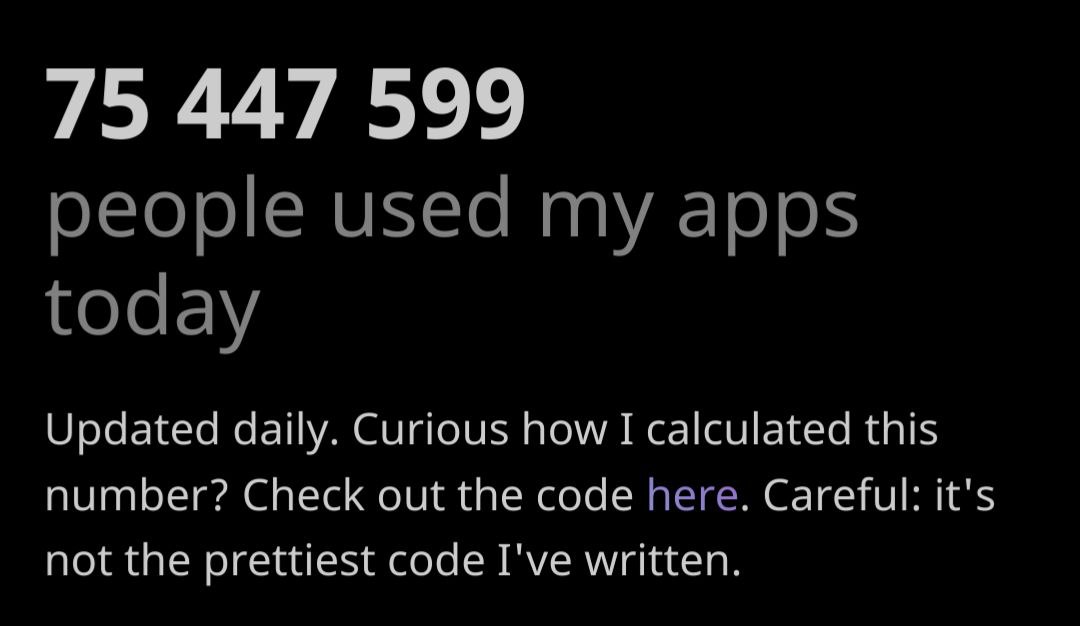 75 447 599
people used my apps
today
Updated daily. Curious how I calculated this
number? Check out the code here. Careful: it's
not the prettiest code I've written.